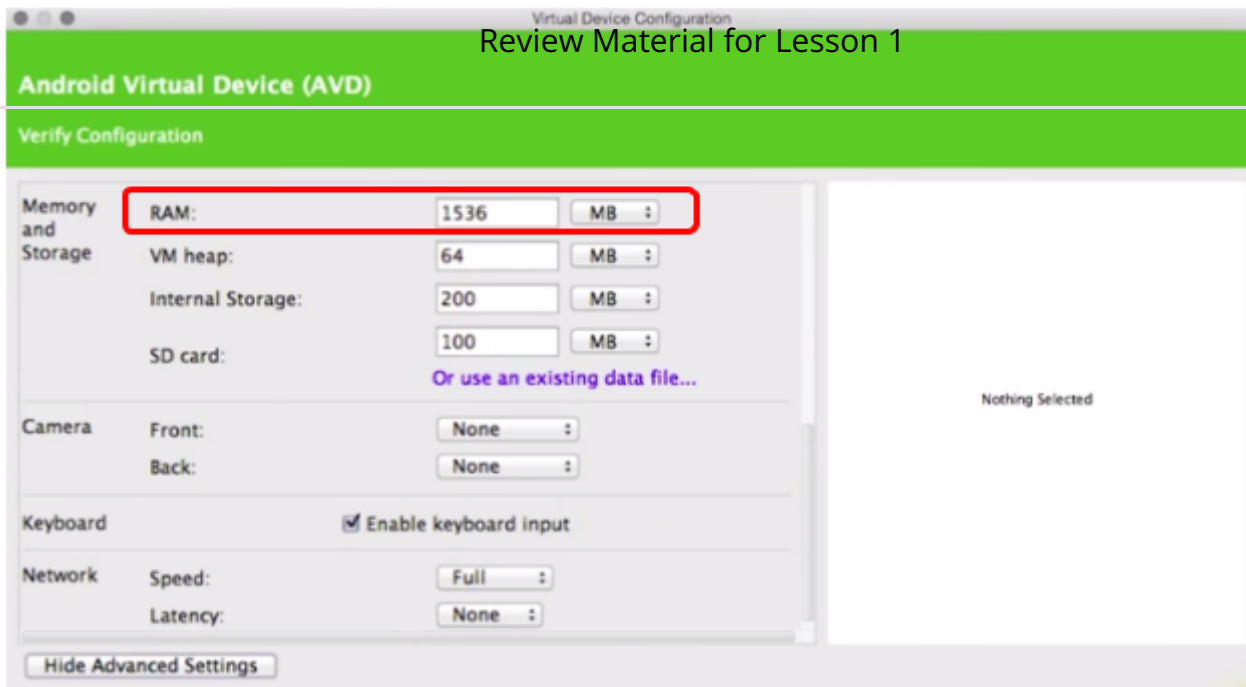 Virtual Device Configuration
Review Material for Lesson 1
Android Virtual Device (AVD)
Verify Configuration
Memory and Storage
RAM: 1536 MB
VM heap: 64 MB
Internal Storage: 200 MB
SD card: 100 MB
Or use an existing data file...
Nothing Selected
Camera Front: None
Back: None
Keyboard Enable keyboard input
Network Speed: Full
Latency: None
Hide Advanced Settings